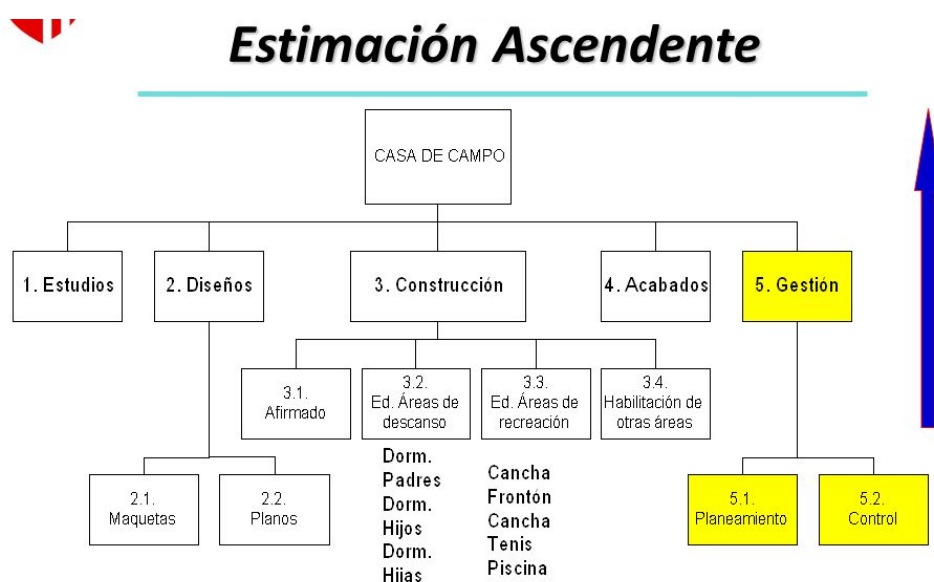 Estimación Ascendente
CASA DE CAMPO
1. Estudios
2. Diseños
3. Construcción
4. Acabados
5. Gestión
3.1.
Afirmado
3.2.
Ed. Áreas de
descanso
3.3.
Ed. Áreas de
recreación
3.4.
Habilitación de
otras áreas
Dorm.
Padres
Dorm.
Hijos
Dorm.
Hijas
Cancha
Frontón
Cancha
Tenis
Piscina
2.1.
Maquetas
2.2.
Planos
5.1.
Planeamiento
5.2.
Control